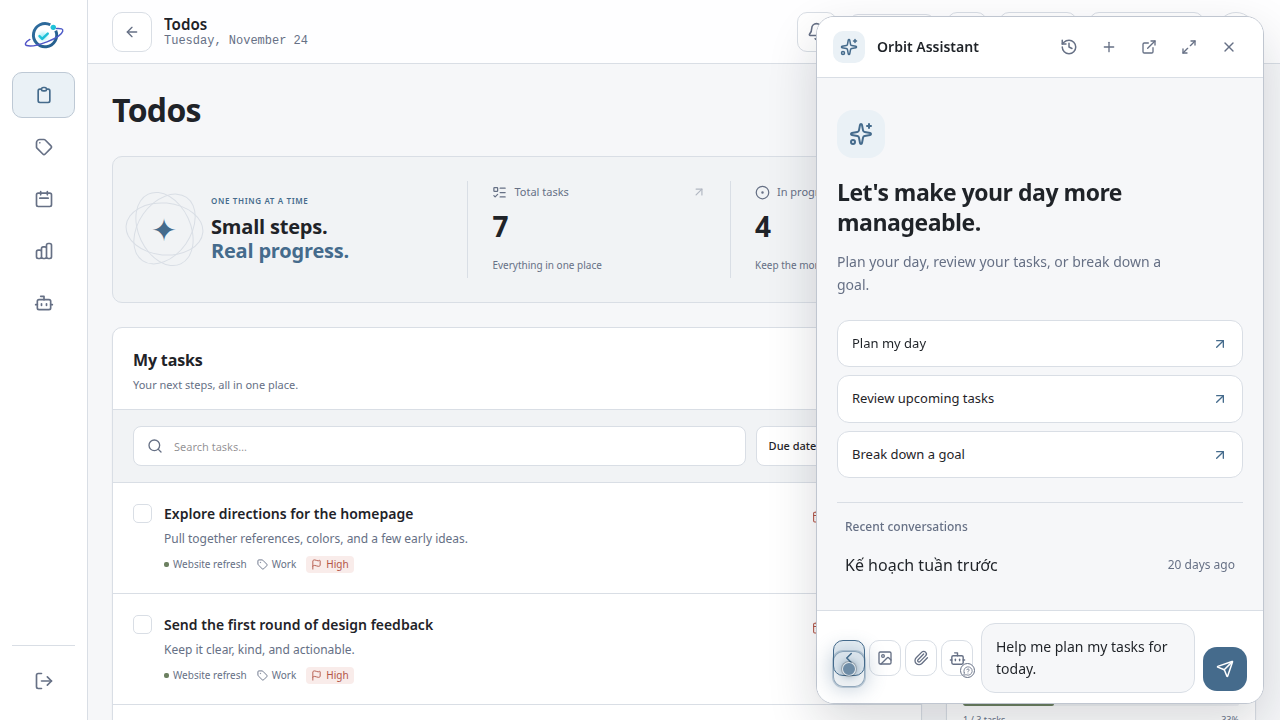 Todos
Tuesday, November 24
Todos
ONE THING AT A TIME
Small steps.
Real progress.
Total tasks
7
Everything in one place
4
My tasks
Your next steps, all in one place.
Search tasks...
Due date
Explore directions for the homepage
Pull together references, colors, and a few early ideas.
Website refresh
Work
High
Send the first round of design feedback
Keep it clear, kind, and actionable.
Website refresh
Work
High
Orbit Assistant
Let's make your day more
manageable.
Plan your day, review your tasks, or break down a
goal.
Plan my day
Review upcoming tasks
Break down a goal
Recent conversations
Kế hoạch tuần trước
20 days ago
Help me plan my tasks for
today.